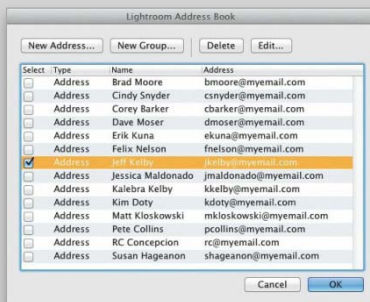 Lightroom Address Book
New Address... New Group... Delete Edit...
Select Type Name Address
Address Brad Moore bmoore@myemail.com
Address Cindy Snyder csnyder@myemail.com
Address Corey Barker cbarker@myemail.com
Address Dave Moser dmoser@myemail.com
Address Erik Kuna ekuna@myemail.com
Address Felix Nelson fnelson@myemail.com
Address Jeff Kelby jkelby@myemail.com
Address Jessica Maldonado jmaldonado@myemail.com
Address Kalebra Kelby kkelby@myemail.com
Address Kim Doty kdoty@myemail.com
Address Matt Kloskowski mkloskowski@myemail.com
Address Pete Collins pcollins@myemail.com
Address RC Concepcion rc@myemail.com
Address Susan Hageanon shageanon@myemail.com
Cancel OK